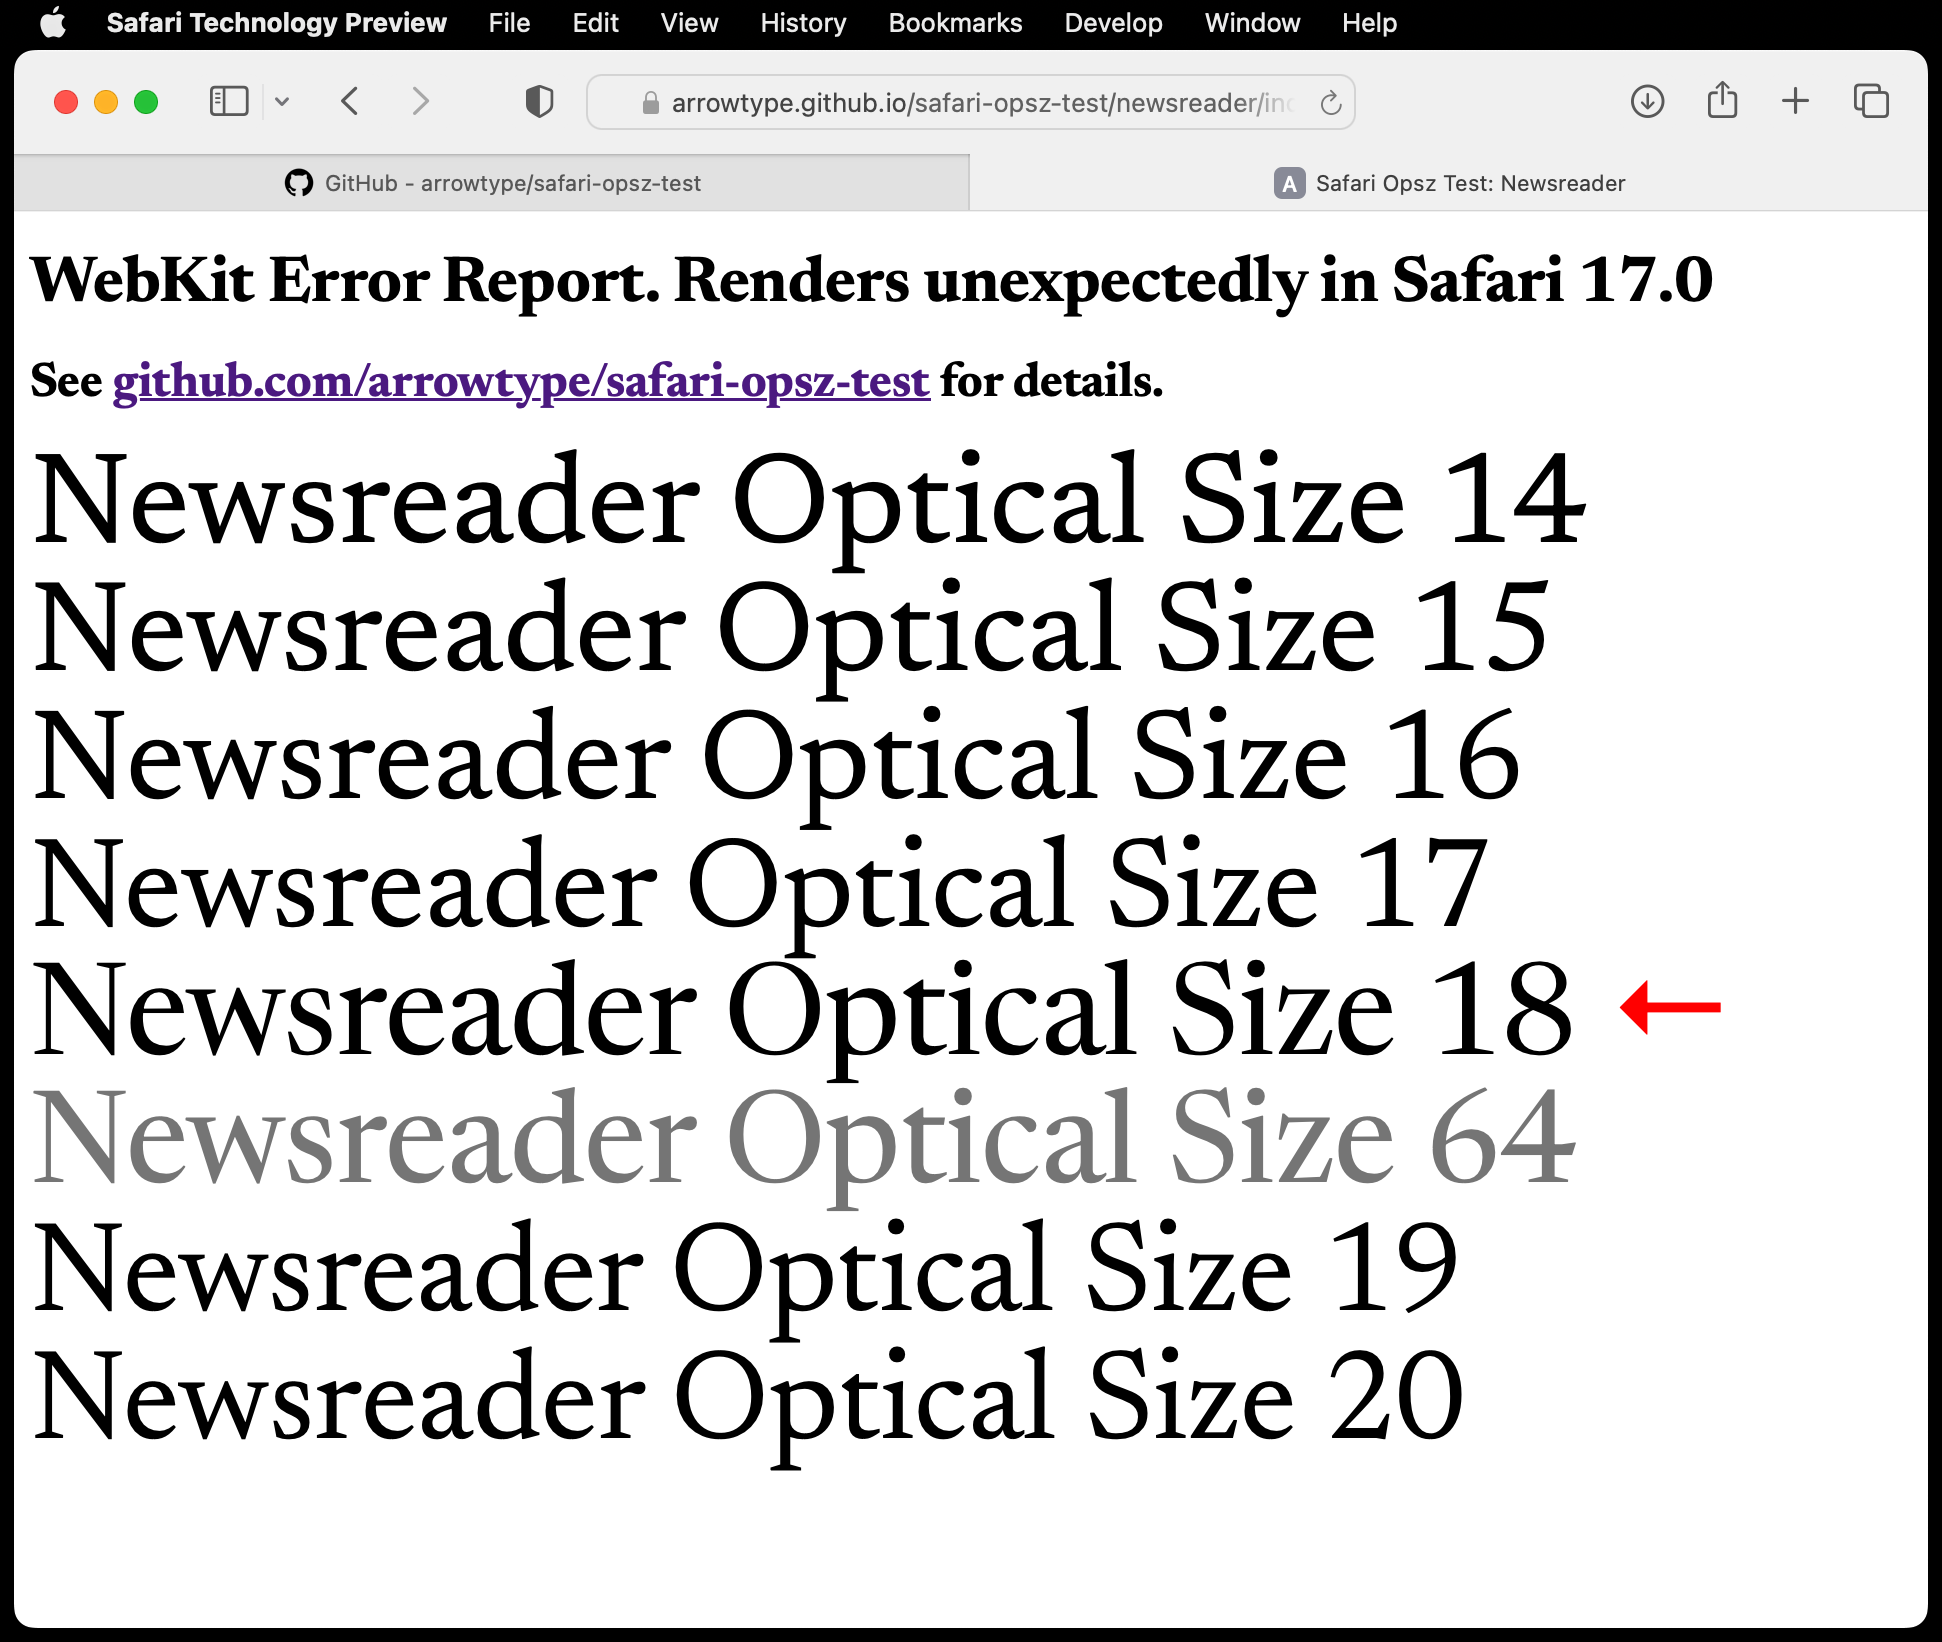 Safari Technology Preview File Edit View History Bookmarks Develop Window Help
arrowtype.github.io/safari-opsz-test/newsreader/
GitHub - arrowtype/safari-opsz-test
A Safari Opsz Test: Newsreader
WebKit Error Report. Renders unexpectedly in Safari 17.0
See github.com/arrowtype/safari-opsz-test for details.
Newsreader Optical Size 14
Newsreader Optical Size 15
Newsreader Optical Size 16
Newsreader Optical Size 17
Newsreader Optical Size 18
Newsreader Optical Size 64
Newsreader Optical Size 19
Newsreader Optical Size 20